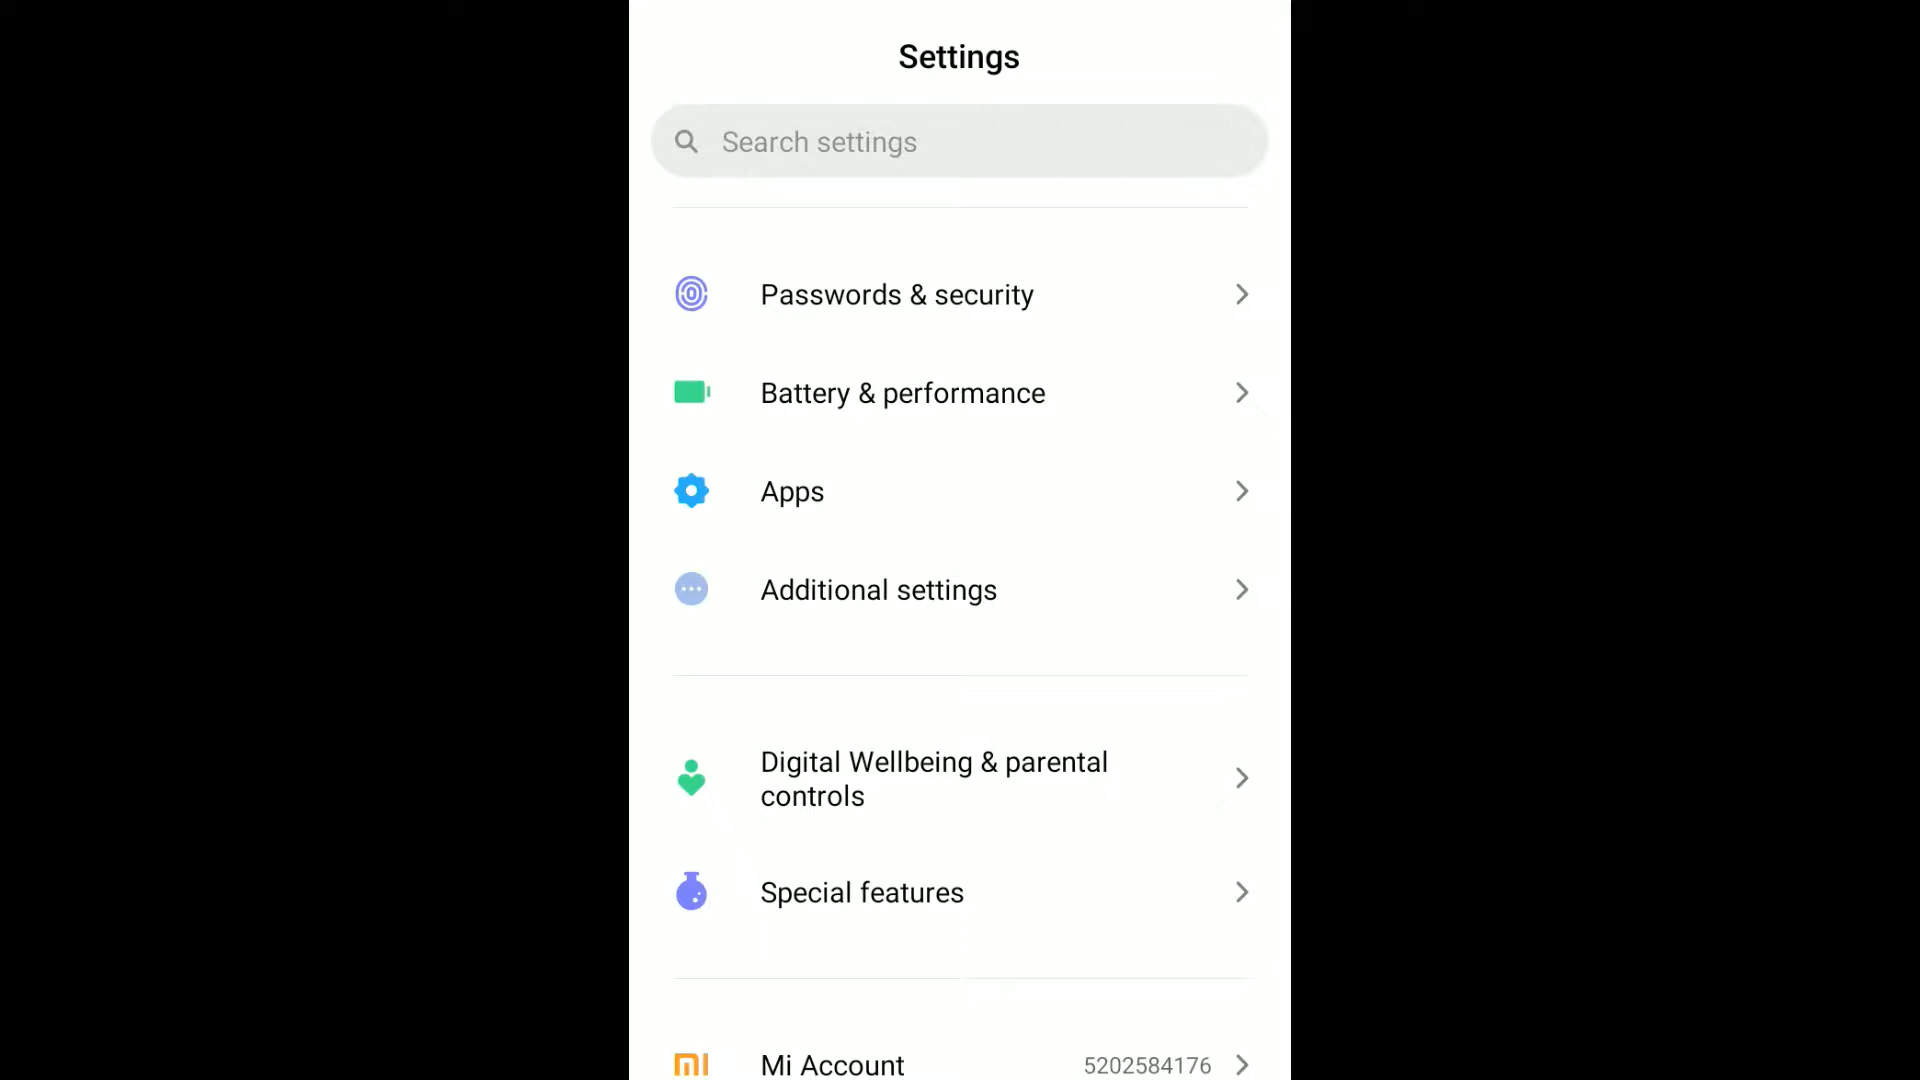 Settings
Search settings
Passwords & security
Battery & performance
Apps
Additional settings
Digital Wellbeing & parental
controls
Special features
Mi Account 5202584176